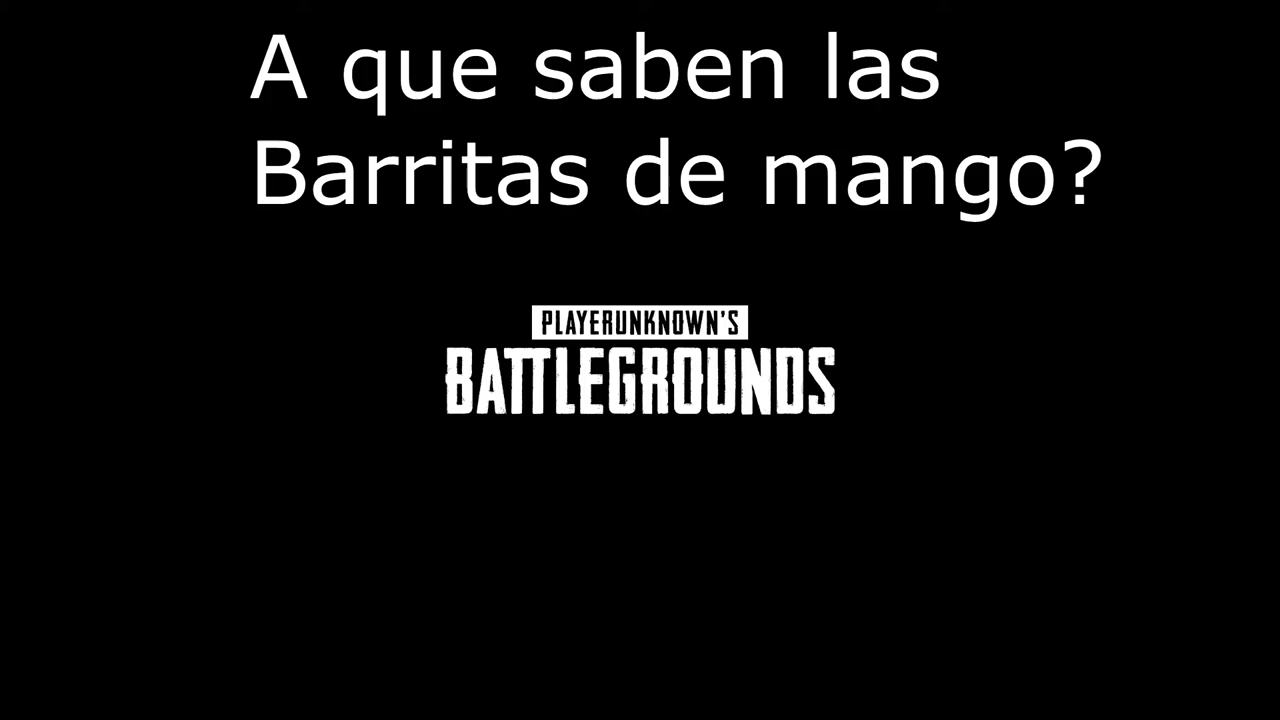 A que saben las
Barritas de mango?
PLAYERUNKNOWN'S
BATTLEGROUNDS